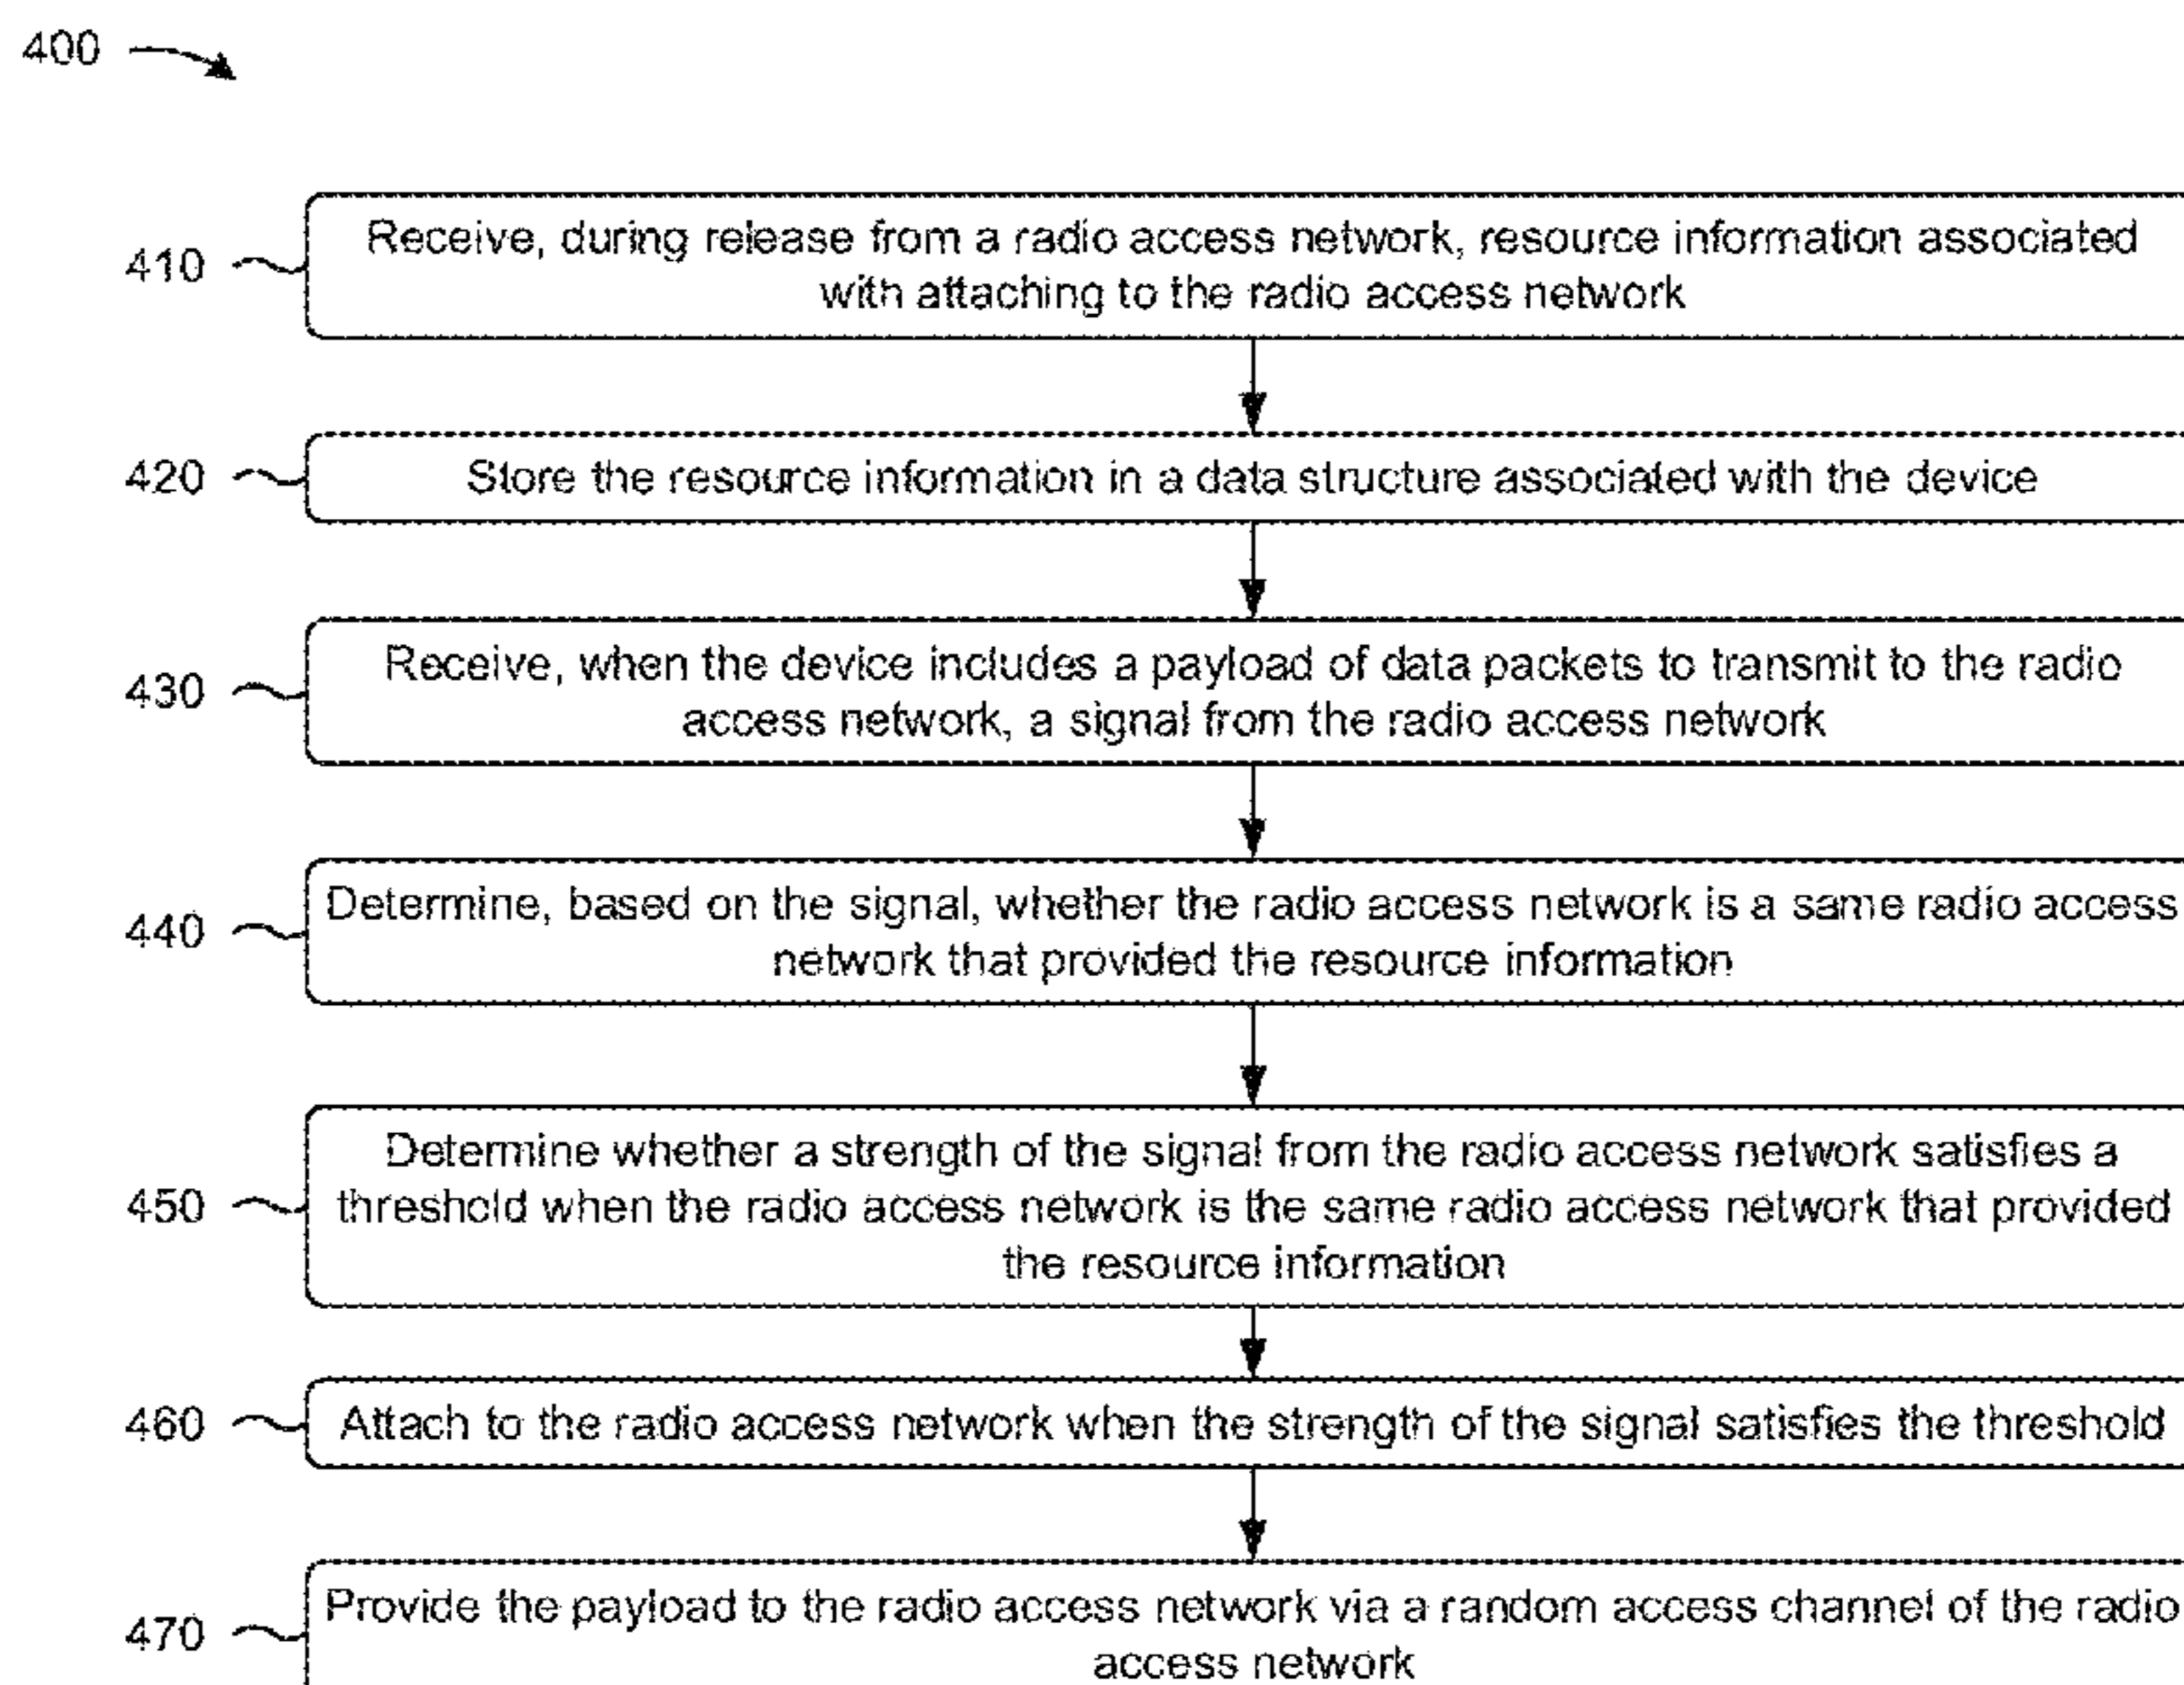 400
410
Receive, during release from a radio access network, resource information associated
with attaching to the radio access network
420
Store the resource information in a data structure associated with the device
430
Receive, when the device includes a payload of data packets to transmit to the radio
access network, a signal from the radio access network
440
Determine, based on the signal, whether the radio access network is a same radio access
network that provided the resource information
450
Determine whether a strength of the signal from the radio access network satisfies a
threshold when the radio access network is the same radio access network that provided
the resource information
460
Attach to the radio access network when the strength of the signal satisfies the threshold
470
Provide the payload to the radio access network via a random access channel of the radio
access network